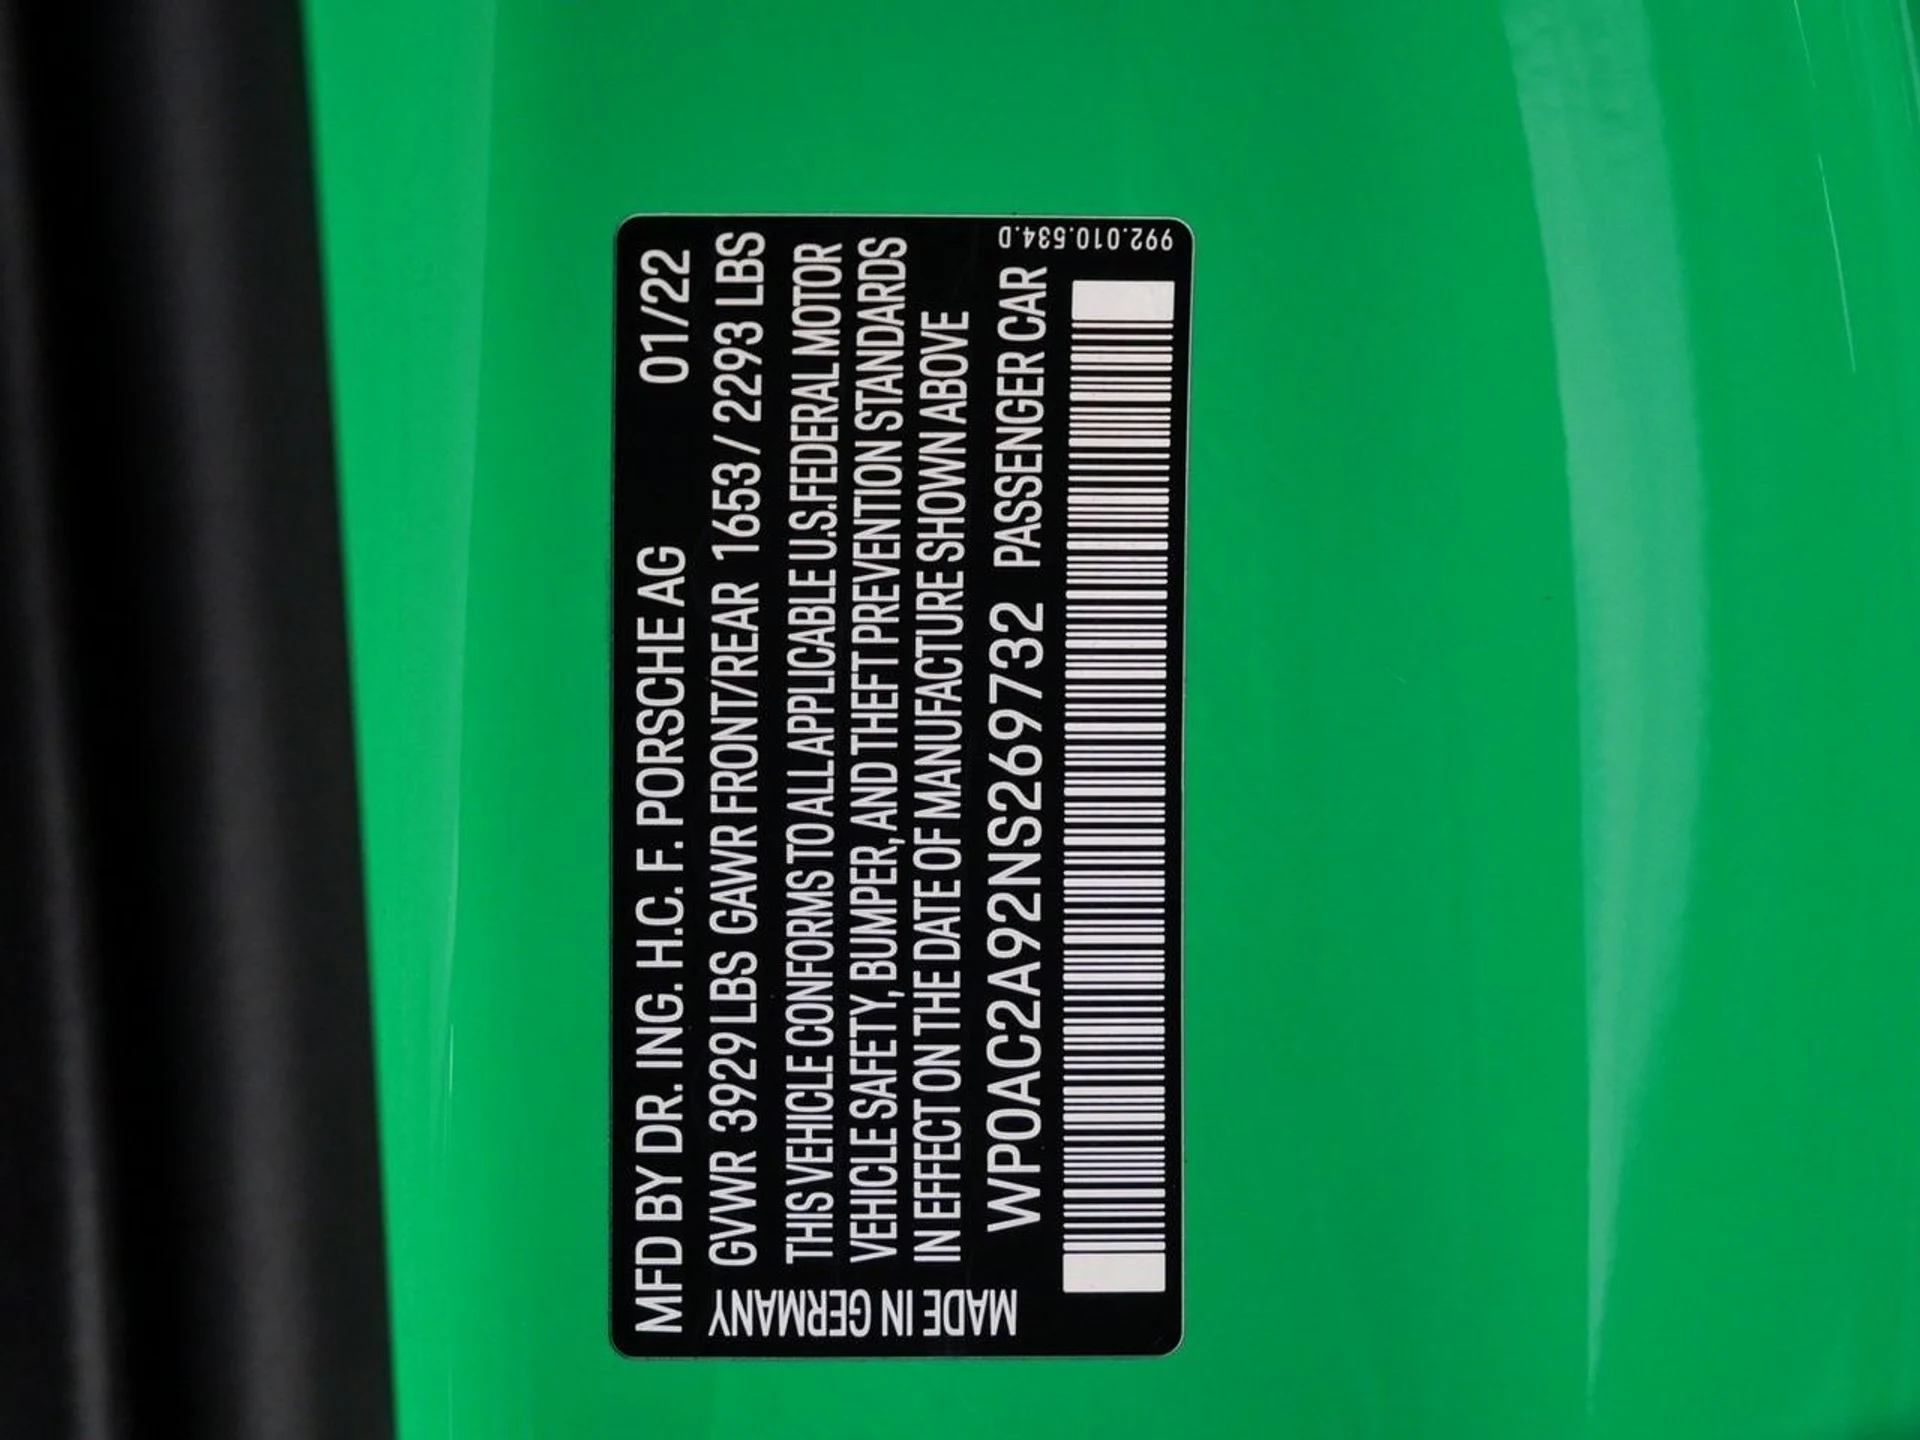 MFD BY DR. ING. H.C. F. PORSCHE AG 01/22
GVWR 3929 LBS GAWR FRONT/REAR 1653 / 2293 LBS
THIS VEHICLE CONFORMS TO ALL APPLICABLE U.S.FEDERAL MOTOR
VEHICLE SAFETY, BUMPER, AND THEFT PREVENTION STANDARDS
IN EFFECT ON THE DATE OF MANUFACTURE SHOWN ABOVE
WP0AC2A92NS269732 PASSENGER CAR
MADE IN GERMANY
992.010.534.D